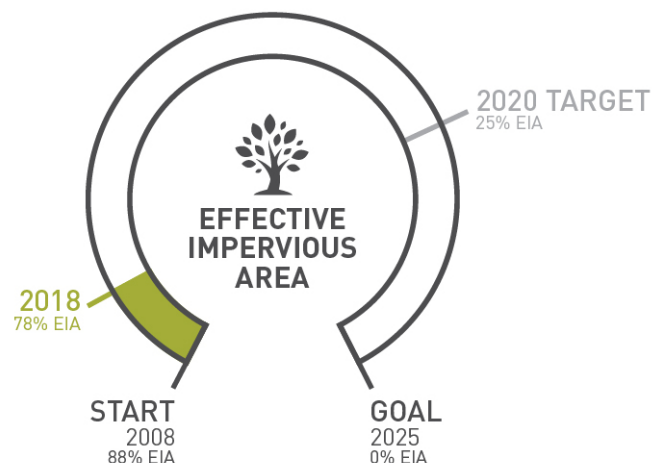 2020 TARGET
25% EIA
EFFECTIVE
IMPERVIOUS
AREA
2018
78% EIA
START
2008
88% EIA
GOAL
2025
0% EIA